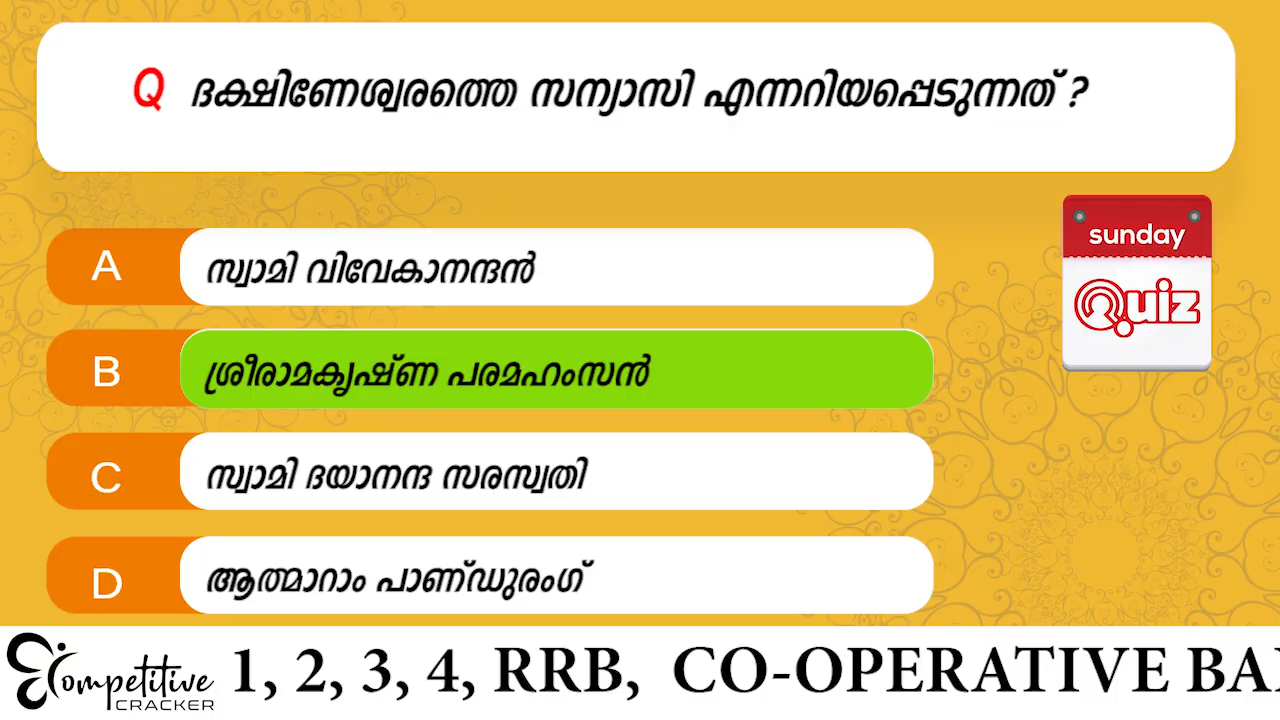 Q ദക്ഷിണേശ്വരത്തെ സന്യാസി എന്നറിയപ്പെടുന്നത് ?
A സ്വാമി വിവേകാനന്ദൻ
sunday
Quiz
B ശ്രീരാമകൃഷ്ണ പരമഹംസൻ
C സ്വാമി ദയാനന്ദ സരസ്വതി
D ആത്മാറാം പാണ്ഡുരംഗ്
Competitive
CRACKER
1, 2, 3, 4, RRB, CO-OPERATIVE BA